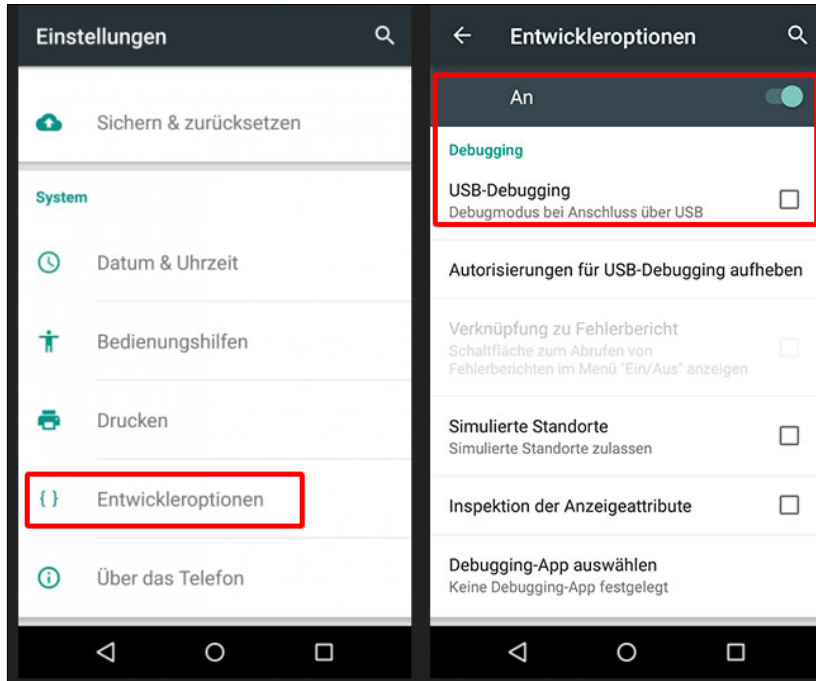 Einstellungen
Sichern & zurücksetzen
System
Datum & Uhrzeit
Bedienungshilfen
Drucken
{ } Entwickleroptionen
Über das Telefon
Entwickleroptionen
An
Debugging
USB-Debugging
Debugmodus bei Anschluss über USB
Autorisierungen für USB-Debugging aufheben
Verknüpfung zu Fehlerbericht
Schaltfläche zum Abrufen von
Fehlerberichten im Menü "Ein/Aus" anzeigen
Simulierte Standorte
Simulierte Standorte zulassen
Inspektion der Anzeigeattribute
Debugging-App auswählen
Keine Debugging-App festgelegt